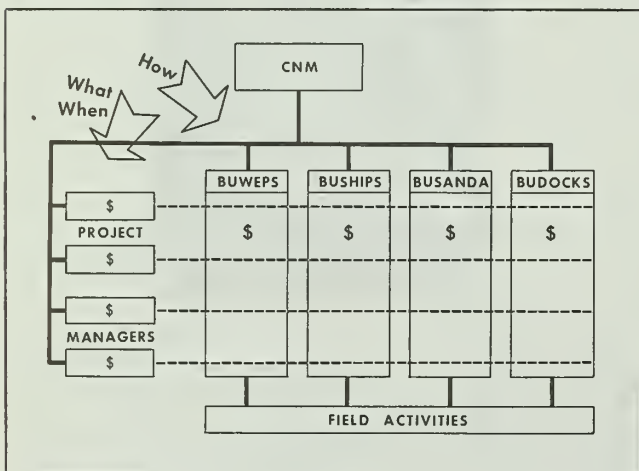 CNM
How
What
When
BUWEPS BUSHIPS BUSANDA BUDOCKS
$
PROJECT
$ $ $ $
$
$
MANAGERS
$
FIELD ACTIVITIES